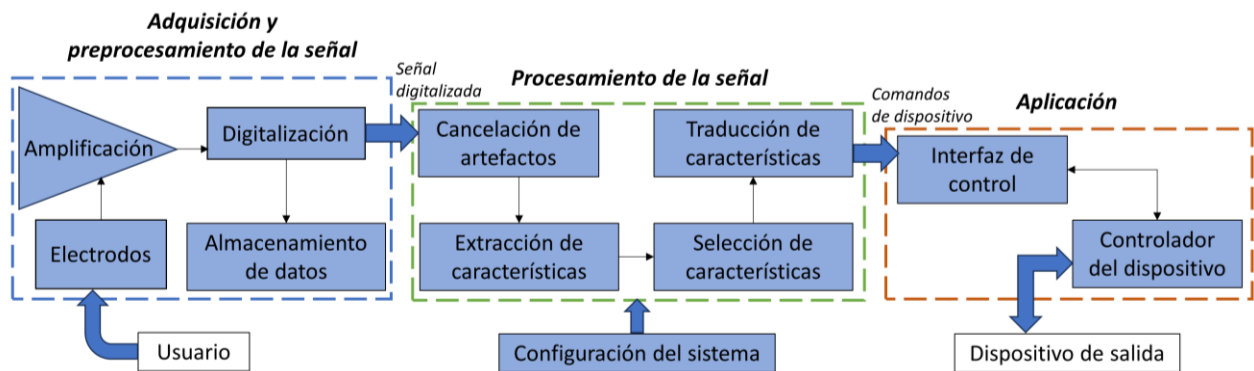 Adquisición y
preprocesamiento de la señal
Amplificación
Digitalización
Electrodos
Almacenamiento
de datos
Usuario
Señal
digitalizada
Procesamiento de la señal
Cancelación de
artefactos
Traducción de
características
Extracción de
características
Selección de
características
Configuración del sistema
Comandos
de dispositivo
Aplicación
Interfaz de
control
Controlador
del dispositivo
Dispositivo de salida